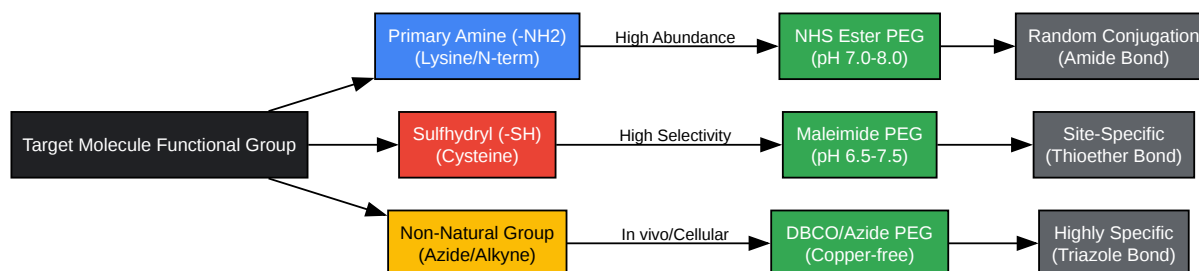 Primary Amine (-NH2)
(Lysine/N-term)
High Abundance
NHS Ester PEG
(pH 7.0-8.0)
Random Conjugation
(Amide Bond)
Target Molecule Functional Group
Sulfhydryl (-SH)
(Cysteine)
High Selectivity
Maleimide PEG
(pH 6.5-7.5)
Site-Specific
(Thioether Bond)
Non-Natural Group
(Azide/Alkyne)
In vivo/Cellular
DBCO/Azide PEG
(Copper-free)
Highly Specific
(Triazole Bond)